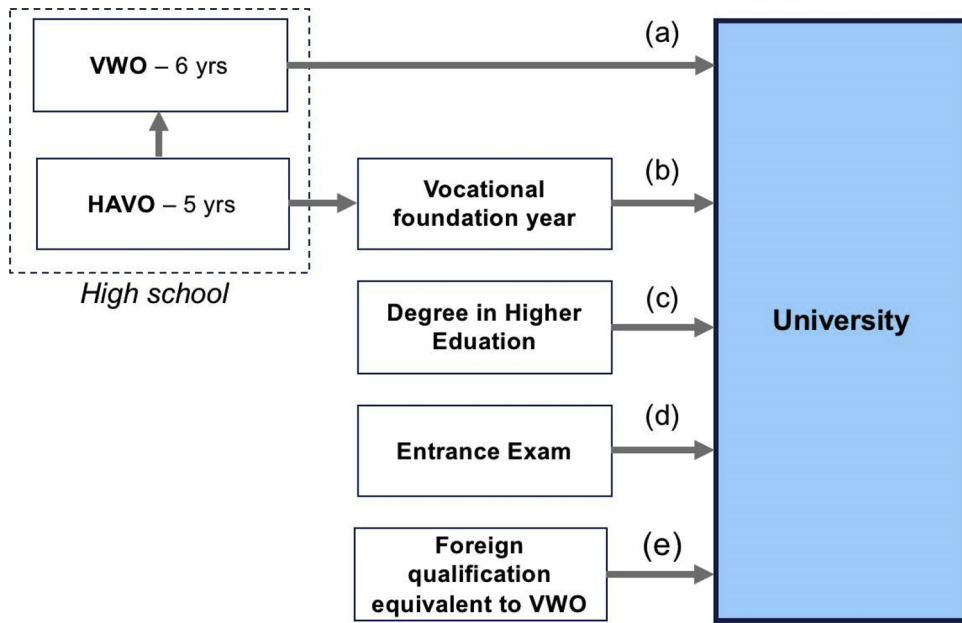 (a)
VWO – 6 yrs
(b)
HAVO – 5 yrs
Vocational
foundation year
High school
(c)
Degree in Higher
Eduation
University
(d)
Entrance Exam
(e)
Foreign
qualification
equivalent to VWO